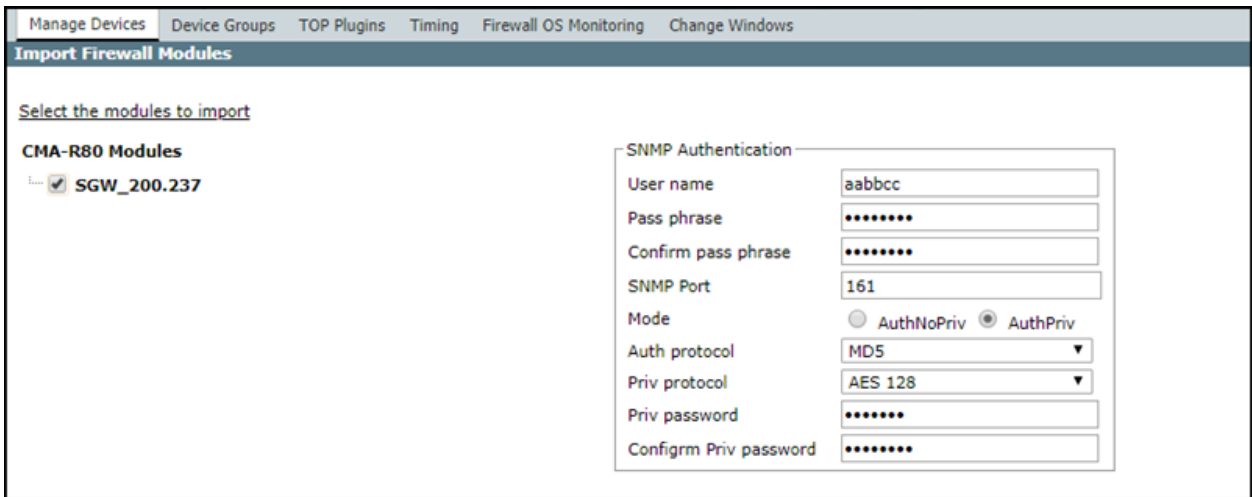 Manage Devices Device Groups TOP Plugins Timing Firewall OS Monitoring Change Windows
Import Firewall Modules
Select the modules to import
CMA-R80 Modules
SGW_200.237
SNMP Authentication
User name aabbcc
Pass phrase ••••••••
Confirm pass phrase ••••••••
SNMP Port 161
Mode AuthNoPriv AuthPriv
Auth protocol MD5
Priv protocol AES 128
Priv password •••••••
Configrm Priv password ••••••••